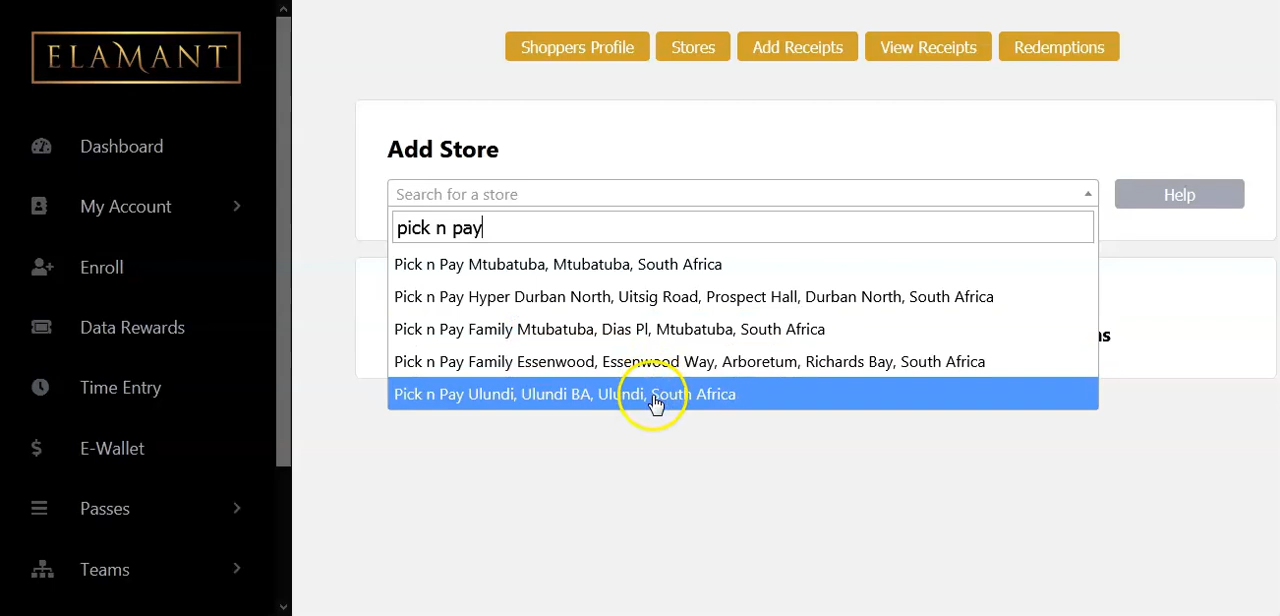 ELAMANT
Dashboard
My Account
Enroll
Data Rewards
Time Entry
E-Wallet
Passes
Teams
Shoppers Profile
Stores
Add Receipts
View Receipts
Redemptions
Add Store
Search for a store
Help
pick n pay
Pick n Pay Mtubatuba, Mtubatuba, South Africa
Pick n Pay Hyper Durban North, Uitsig Road, Prospect Hall, Durban North, South Africa
Pick n Pay Family Mtubatuba, Dias Pl, Mtubatuba, South Africa
Pick n Pay Family Essenwood, Essenwood Way, Arboretum, Richards Bay, South Africa
Pick n Pay Ulundi, Ulundi BA, Ulundi, South Africa